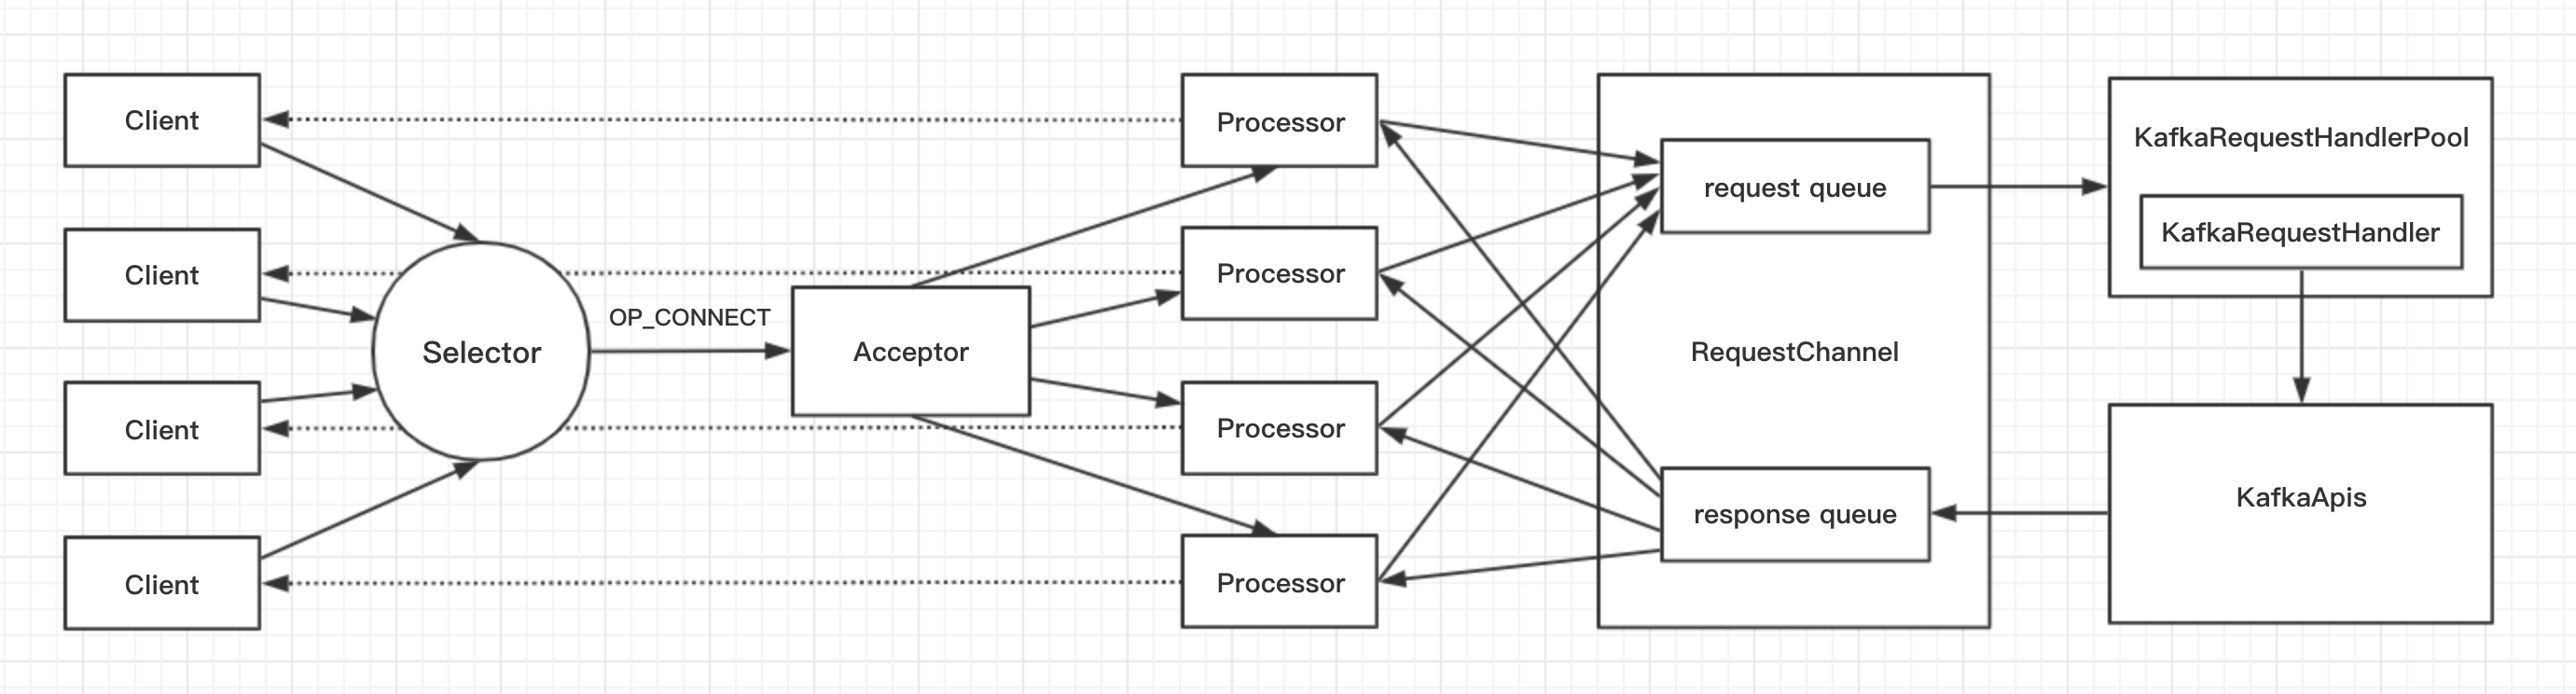 Client
Client
Client
Client
Selector
OP_CONNECT
Acceptor
Processor
Processor
Processor
Processor
request queue
RequestChannel
response queue
KafkaRequestHandlerPool
KafkaRequestHandler
KafkaApis